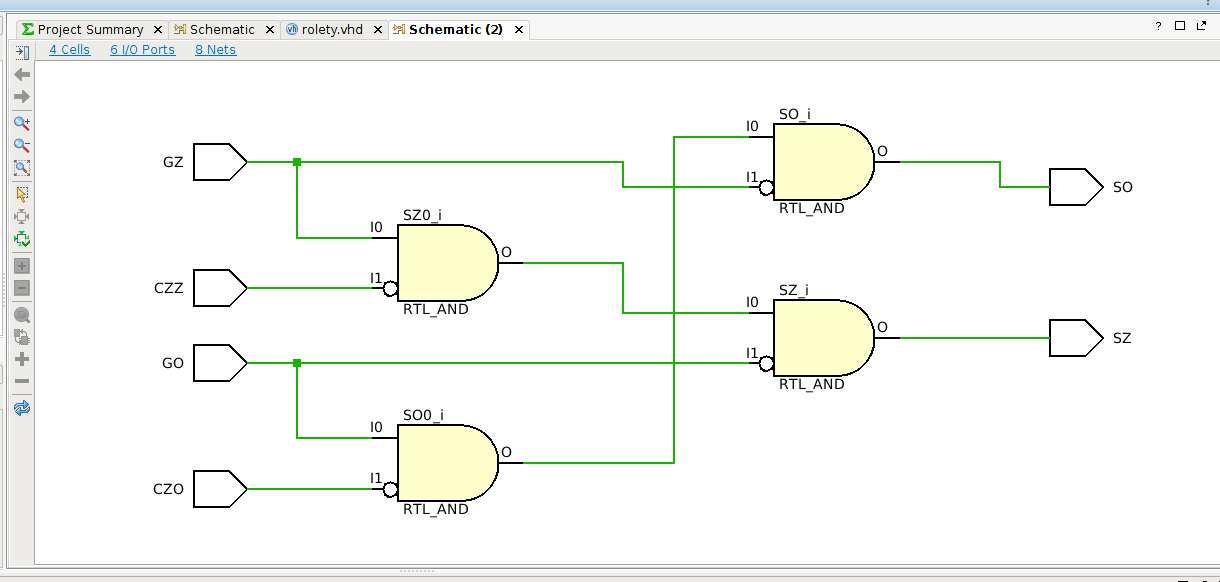 Project Summary × Schematic × rolety.vhd × Schematic (2) ×
?
4 Cells 6 I/O Ports 8 Nets
SO_i
I0
O
I1
RTL_AND
SO
GZ
SZ0_i
I0
O
I1
RTL_AND
CZZ
SZ_i
I0
O
I1
RTL_AND
SZ
GO
SO0_i
I0
O
I1
RTL_AND
CZO